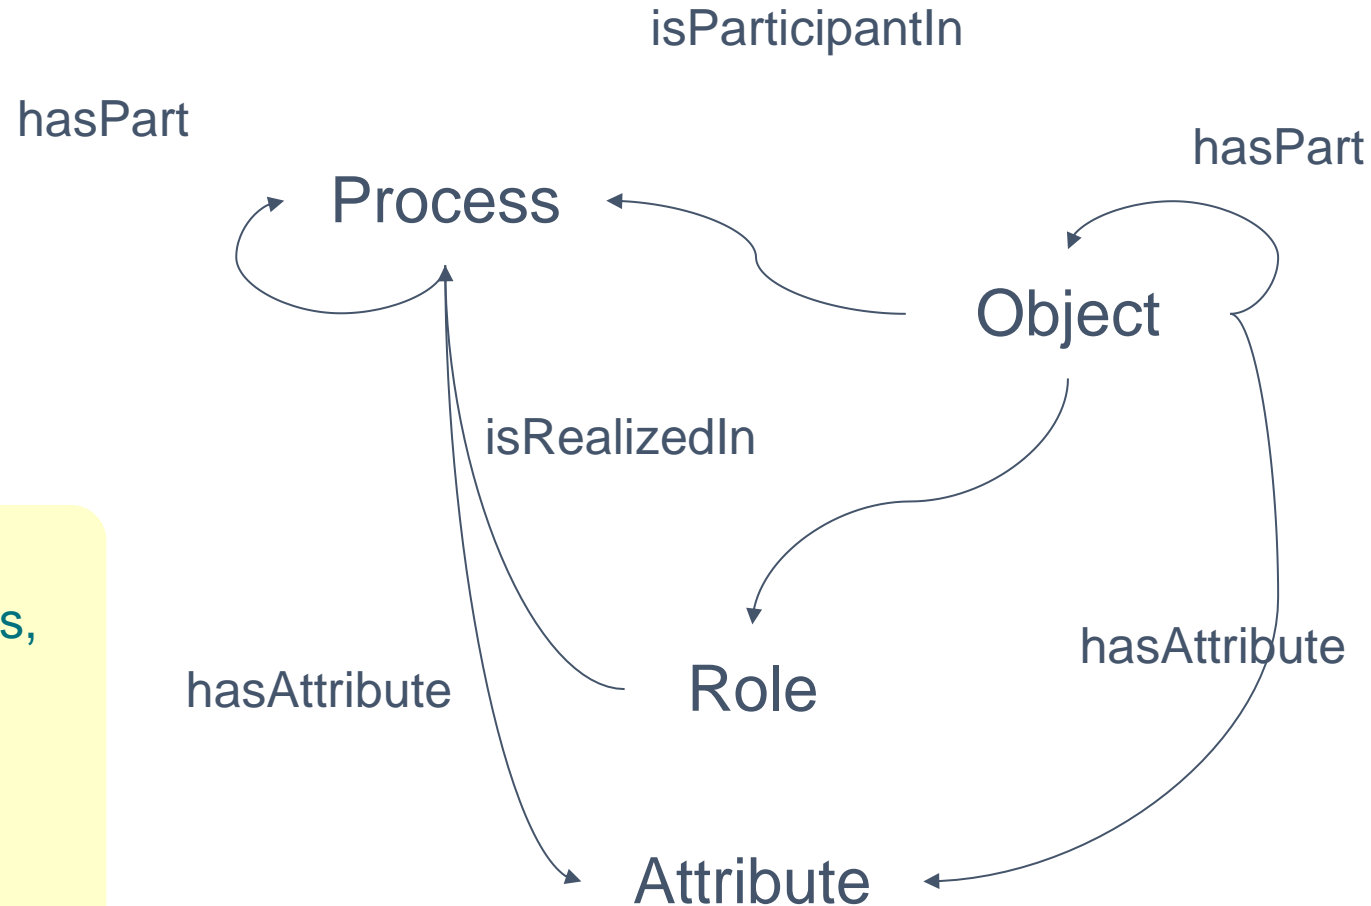 isParticipantIn
hasPart
hasPart
Process
Object
isRealizedIn
s,
hasAttribute
hasAttribute
Role
Attribute